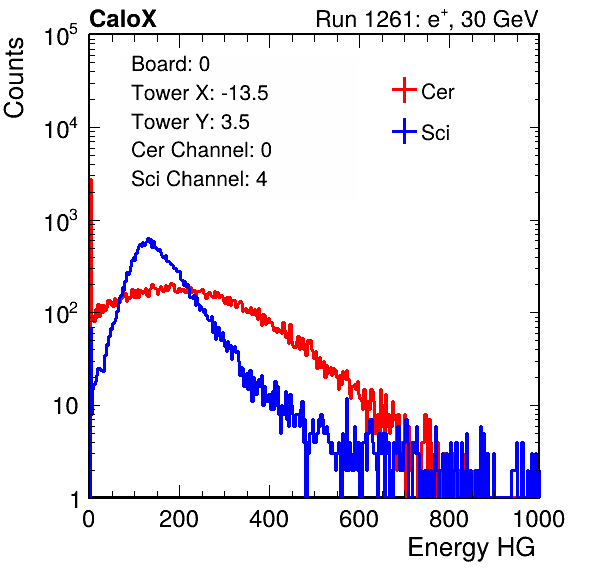 CaloX Run 1261: e⁺, 30 GeV
Counts
Board: 0
Tower X: -13.5
Tower Y: 3.5
Cer Channel: 0
Sci Channel: 4
Cer
Sci
10⁵
10⁴
10³
10²
10
1
0 200 400 600 800 1000
Energy HG